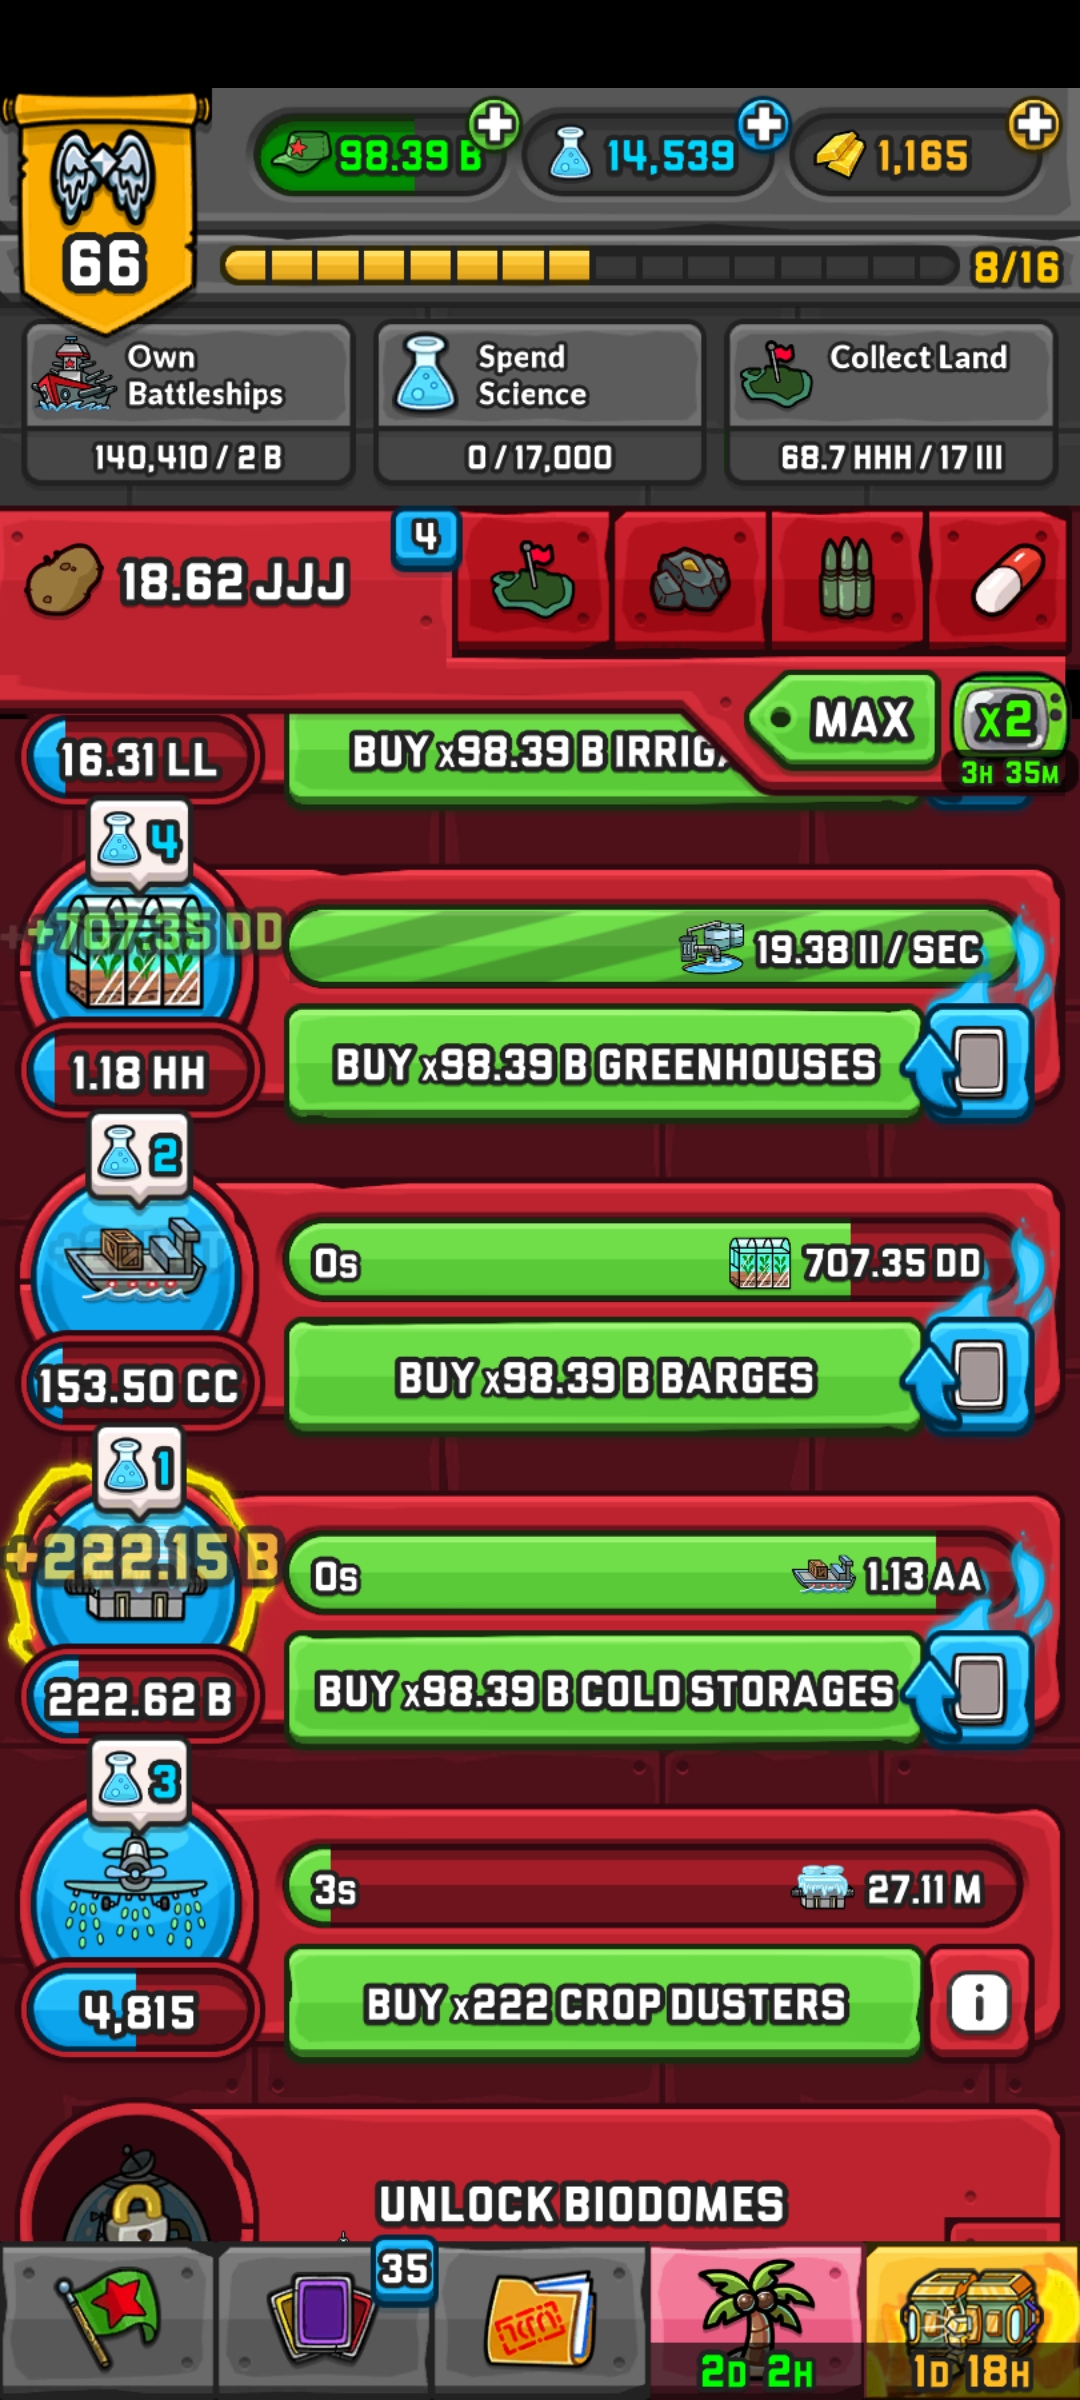 98.39 B
14,539
1,165
66
8/16
Own
Battleships
140,410 / 2 B
Spend
Science
0 / 17,000
Collect Land
68.7 HHH / 17 III
18.62 JJJ
4
MAX
x2
3H 35M
16.31 LL
BUY x98.39 B IRRIG
4
+707.35 DD
19.38 II / SEC
1.18 HH
BUY x98.39 B GREENHOUSES
2
0s
707.35 DD
153.50 CC
BUY x98.39 B BARGES
1
+222.15 B
0s
1.13 AA
222.62 B
BUY x98.39 B COLD STORAGES
3
3s
27.11 M
4,815
BUY x222 CROP DUSTERS
i
UNLOCK BIODOMES
35
2D 2H
1D 18H